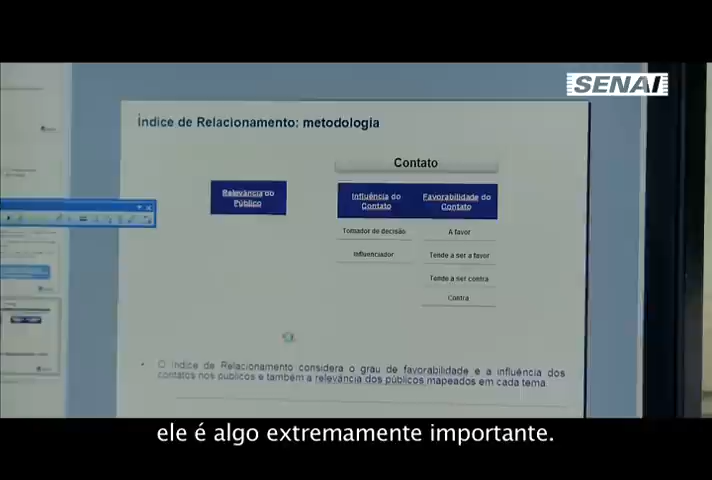 SENAI
Índice de Relacionamento: metodologia
Contato
Relevância do
Público
Influência do
Contato
Favorabilidade do
Contato
Tomador de decisão
A favor
Influenciador
Tende a ser a favor
Tende a ser contra
Contra
• O Índice de Relacionamento considera o grau de favorabilidade e a influência dos
contatos nos públicos e também a relevância dos públicos mapeados em cada tema.
ele é algo extremamente importante.